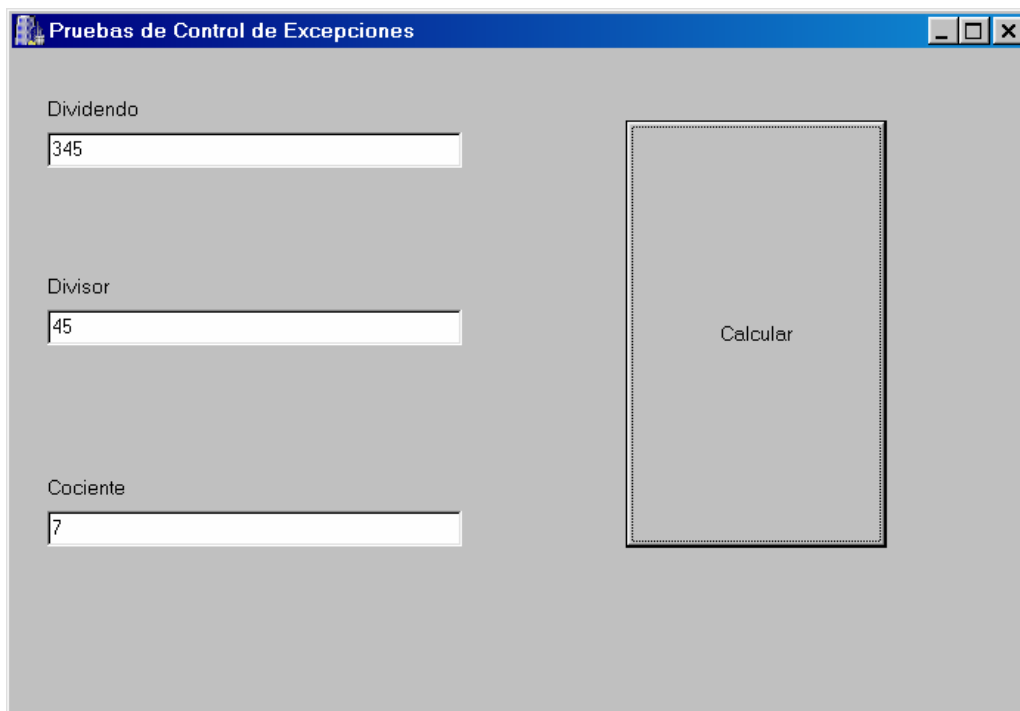 Pruebas de Control de Excepciones
Dividendo
345
Divisor
45
Calcular
Cociente
7